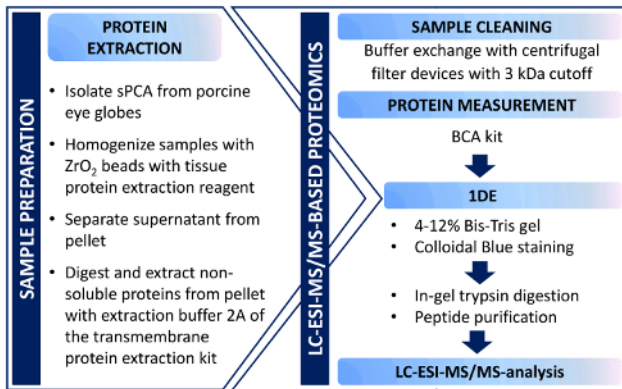 SAMPLE PREPARATION
PROTEIN
EXTRACTION
• Isolate sPCA from porcine
eye globes
• Homogenize samples with
ZrO₂ beads with tissue
protein extraction reagent
• Separate supernatant from
pellet
• Digest and extract non-
soluble proteins from pellet
with extraction buffer 2A of
the transmembrane
protein extraction kit
LC-ESI-MS/MS-BASED PROTEOMICS
SAMPLE CLEANING
Buffer exchange with centrifugal
filter devices with 3 kDa cutoff
PROTEIN MEASUREMENT
BCA kit
1DE
• 4-12% Bis-Tris gel
• Colloidal Blue staining
• In-gel trypsin digestion
• Peptide purification
LC-ESI-MS/MS-analysis